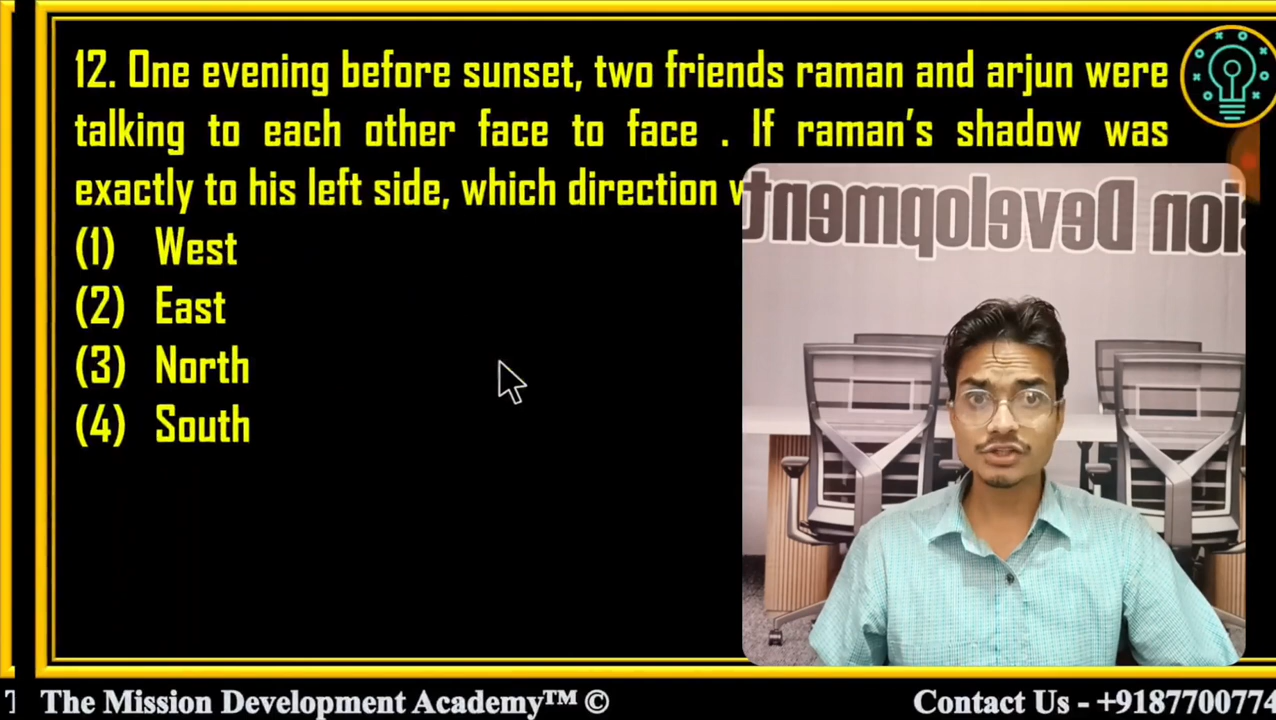 12. One evening before sunset, two friends raman and arjun were
talking to each other face to face . If raman's shadow was
exactly to his left side, which direction
(1) West
(2) East
(3) North
(4) South
Development
The Mission Development Academy™ ©
Contact Us - +9187700774